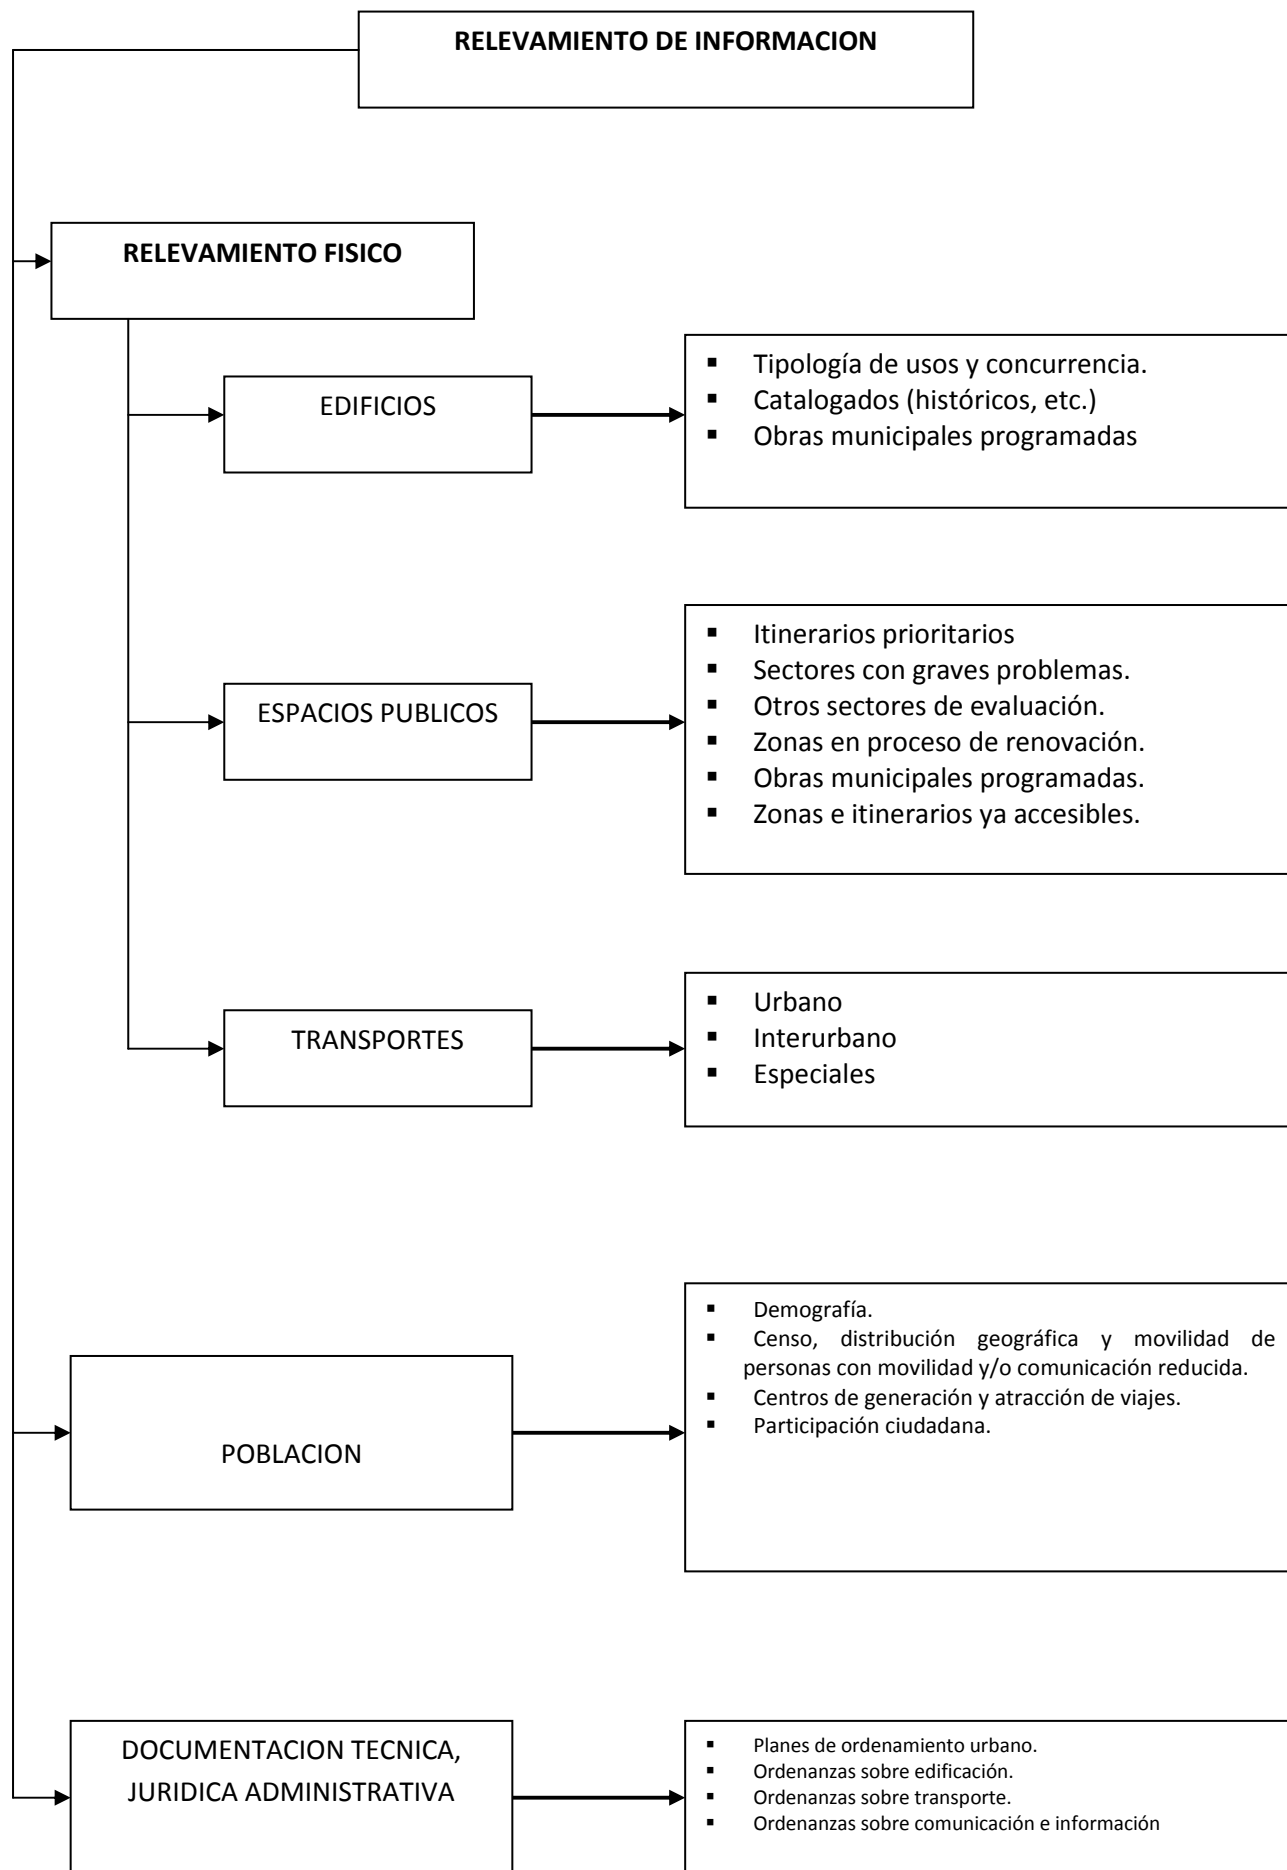 RELEVAMIENTO DE INFORMACION
RELEVAMIENTO FISICO
EDIFICIOS
▪ Tipología de usos y concurrencia.
▪ Catalogados (históricos, etc.)
▪ Obras municipales programadas
ESPACIOS PUBLICOS
▪ Itinerarios prioritarios
▪ Sectores con graves problemas.
▪ Otros sectores de evaluación.
▪ Zonas en proceso de renovación.
▪ Obras municipales programadas.
▪ Zonas e itinerarios ya accesibles.
TRANSPORTES
▪ Urbano
▪ Interurbano
▪ Especiales
POBLACION
▪ Demografía.
▪ Censo, distribución geográfica y movilidad de
personas con movilidad y/o comunicación reducida.
▪ Centros de generación y atracción de viajes.
▪ Participación ciudadana.
DOCUMENTACION TECNICA,
JURIDICA ADMINISTRATIVA
▪ Planes de ordenamiento urbano.
▪ Ordenanzas sobre edificación.
▪ Ordenanzas sobre transporte.
▪ Ordenanzas sobre comunicación e información